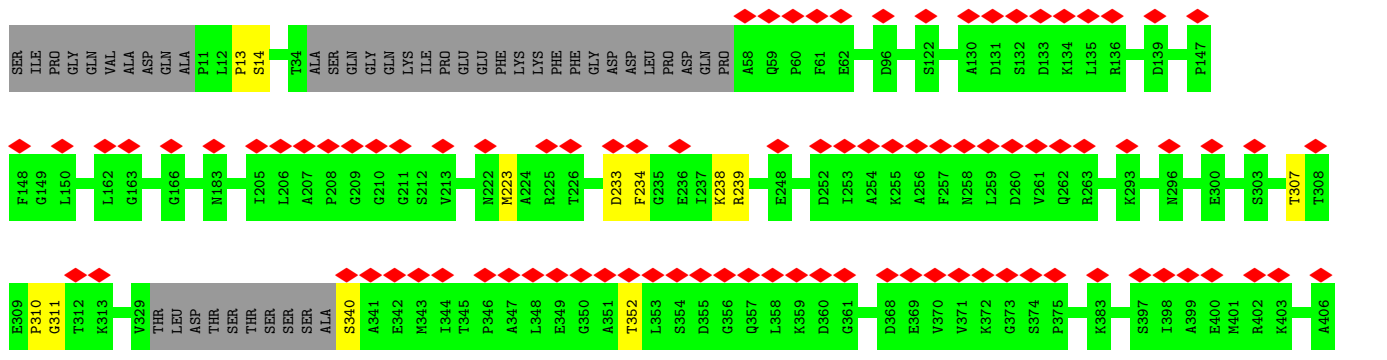 SER ILE PRO GLY GLN VAL ALA ASP GLN ALA P11 L12 P13 S14 T34 ALA SER GLN GLY GLN LYS ILE PRO GLU GLU PHE LYS LYS PHE PHE GLY ASP ASP LEU PRO ASP GLN PRO A58 Q59 P60 F61 E62 D96 S122 A130 D131 S132 D133 K134 L135 R136 D139 P147
F148 G149 L150 L162 G163 G166 N183 I205 L206 A207 P208 G209 G210 G211 S212 V213 N222 M223 A224 R225 T226 D233 F234 G235 E236 I237 K238 R239 E248 D252 I253 A254 K255 A256 F257 N258 L259 D260 V261 Q262 R263 K293 N296 E300 S303 T307 T308
E309 P310 G311 T312 K313 V329 THR LEU ASP THR SER THR SER SER SER ALA S340 A341 E342 M343 I344 T345 P346 A347 L348 E349 G350 A351 T352 L353 S354 D355 G356 Q357 L358 K359 D360 G361 D368 E369 V370 V371 K372 G373 S374 P375 K383 S397 I398 A399 E400 M401 R402 K403 A406